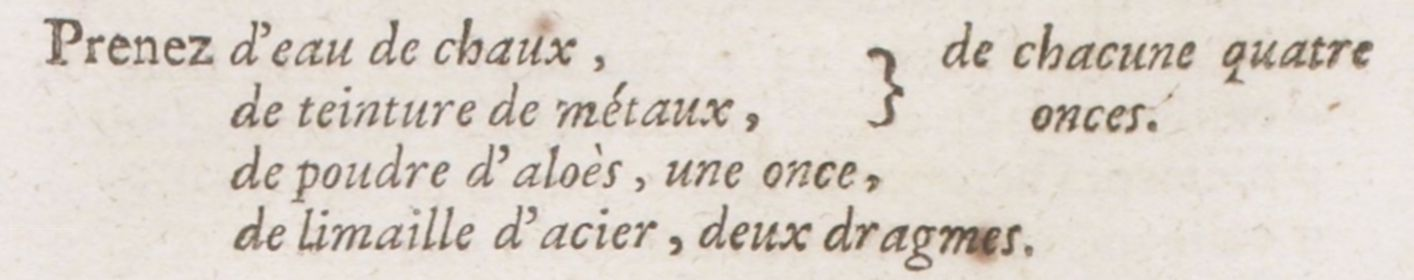 Prenez d'eau de chaux, } de chacune quatre
de teinture de métaux, } onces.
de poudre d'aloès, une once,
de limaille d'acier, deux dragmes.